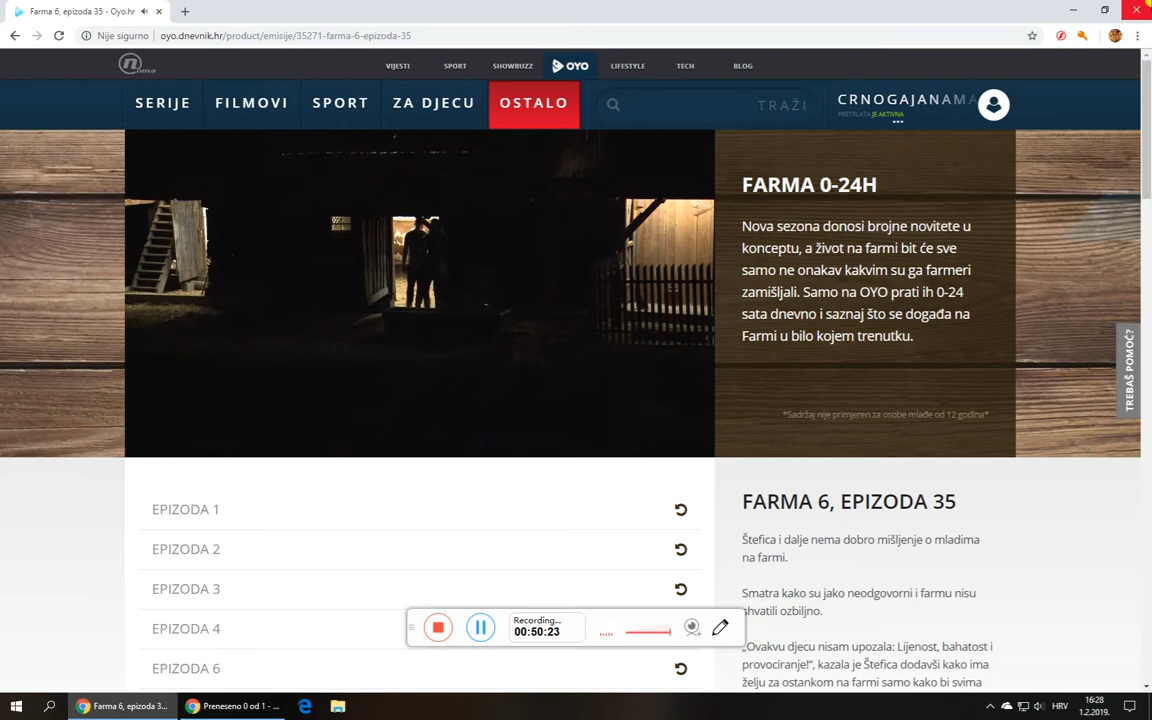 Farma 6, epizoda 35 - Oyo.hr
Nije sigurno
oyo.dnevnik.hr/product/emisije/35271-farma-6-epizoda-35
nova
VIJESTI
SPORT
SHOWBUZZ
OYO
LIFESTYLE
TECH
BLOG
SERIJE
FILMOVI
SPORT
ZA DJECU
OSTALO
TRAŽI
CRNOGAJANAMA
PRETPLATA JE AKTIVNA
FARMA 0-24H
Nova sezona donosi brojne novitete u
konceptu, a život na farmi bit će sve
samo ne onakav kakvim su ga farmeri
zamišljali. Samo na OYO prati ih 0-24
sata dnevno i saznaj što se događa na
Farmi u bilo kojem trenutku.
*Sadržaj nije primjeren za osobe mlađe od 12 godina*
TREBAŠ POMOĆ?
EPIZODA 1
EPIZODA 2
EPIZODA 3
EPIZODA 4
EPIZODA 6
FARMA 6, EPIZODA 35
Štefica i dalje nema dobro mišljenje o mladima
na farmi.
Smatra kako su jako neodgovorni i farmu nisu
shvatili ozbiljno.
„Ovakvu djecu nisam upozala: Lijenost, bahatost i
provociranje!“, kazala je Štefica dodavši kako ima
želju za ostankom na farmi samo kako bi svima
Recording...
00:50:23
Farma 6, epizoda 3...
Preneseno 0 od 1 - ...
HRV
16:28
1.2.2019.